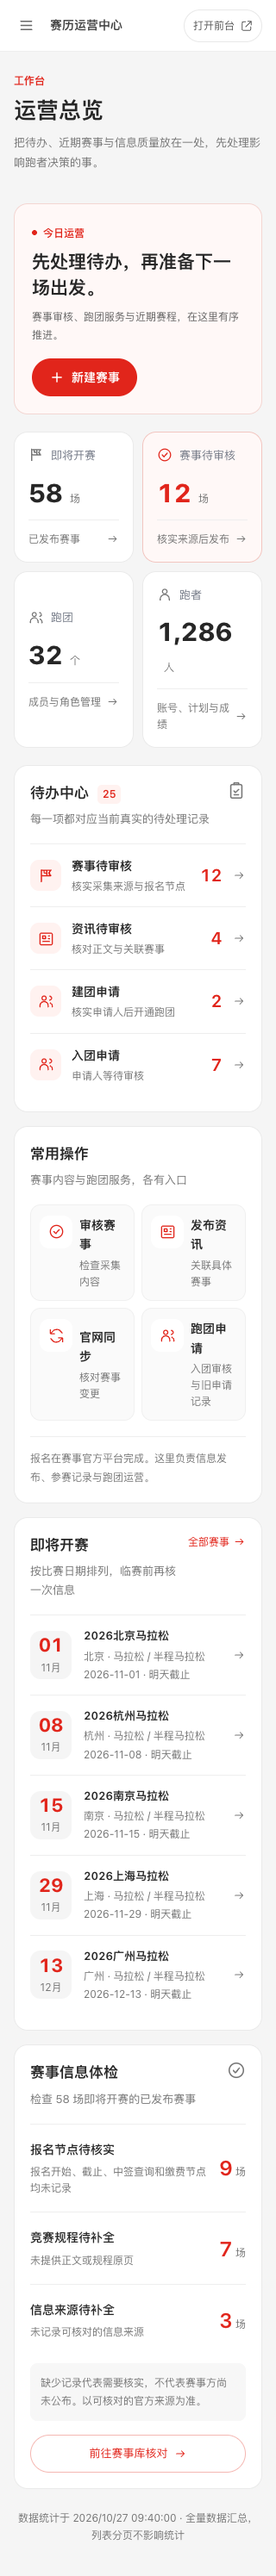 赛历运营中心
打开前台
工作台
运营总览
把待办、近期赛事与信息质量放在一处，先处理影
响跑者决策的事。
今日运营
先处理待办，再准备下一
场出发。
赛事审核、跑团服务与近期赛程，在这里有序
推进。
新建赛事
即将开赛
58 场
已发布赛事
赛事待审核
12 场
核实来源后发布
跑团
32 个
成员与角色管理
跑者
1,286
人
账号、计划与成
绩
待办中心 25
每一项都对应当前真实的待处理记录
赛事待审核
核实采集来源与报名节点
12
资讯待审核
核对正文与关联赛事
4
建团申请
核实申请人后开通跑团
2
入团申请
申请人等待审核
7
常用操作
赛事内容与跑团服务，各有入口
审核赛
事
检查采集
内容
发布资
讯
关联具体
赛事
官网同
步
核对赛事
变更
跑团申
请
入团审核
与旧申请
记录
报名在赛事官方平台完成。这里负责信息发
布、参赛记录与跑团运营。
即将开赛
全部赛事
按比赛日期排列，临赛前再核
一次信息
01
11月
2026北京马拉松
北京 · 马拉松 / 半程马拉松
2026-11-01 · 明天截止
08
11月
2026杭州马拉松
杭州 · 马拉松 / 半程马拉松
2026-11-08 · 明天截止
15
11月
2026南京马拉松
南京 · 马拉松 / 半程马拉松
2026-11-15 · 明天截止
29
11月
2026上海马拉松
上海 · 马拉松 / 半程马拉松
2026-11-29 · 明天截止
13
12月
2026广州马拉松
广州 · 马拉松 / 半程马拉松
2026-12-13 · 明天截止
赛事信息体检
检查 58 场即将开赛的已发布赛事
报名节点待核实
报名开始、截止、中签查询和缴费节点
均未记录
9 场
竞赛规程待补全
未提供正文或规程原页
7 场
信息来源待补全
未记录可核对的信息来源
3 场
缺少记录代表需要核实，不代表赛事方尚
未公布。以可核对的官方来源为准。
前往赛事库核对
数据统计于 2026/10/27 09:40:00 · 全量数据汇总，
列表分页不影响统计